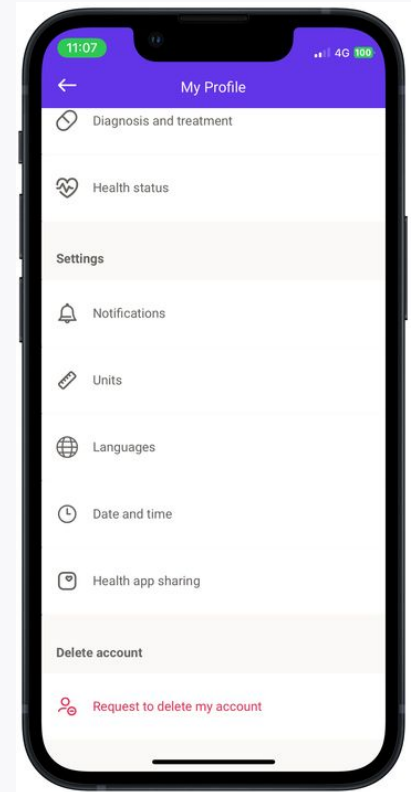 11:07
4G 100
My Profile
Diagnosis and treatment
Health status
Settings
Notifications
Units
Languages
Date and time
Health app sharing
Delete account
Request to delete my account